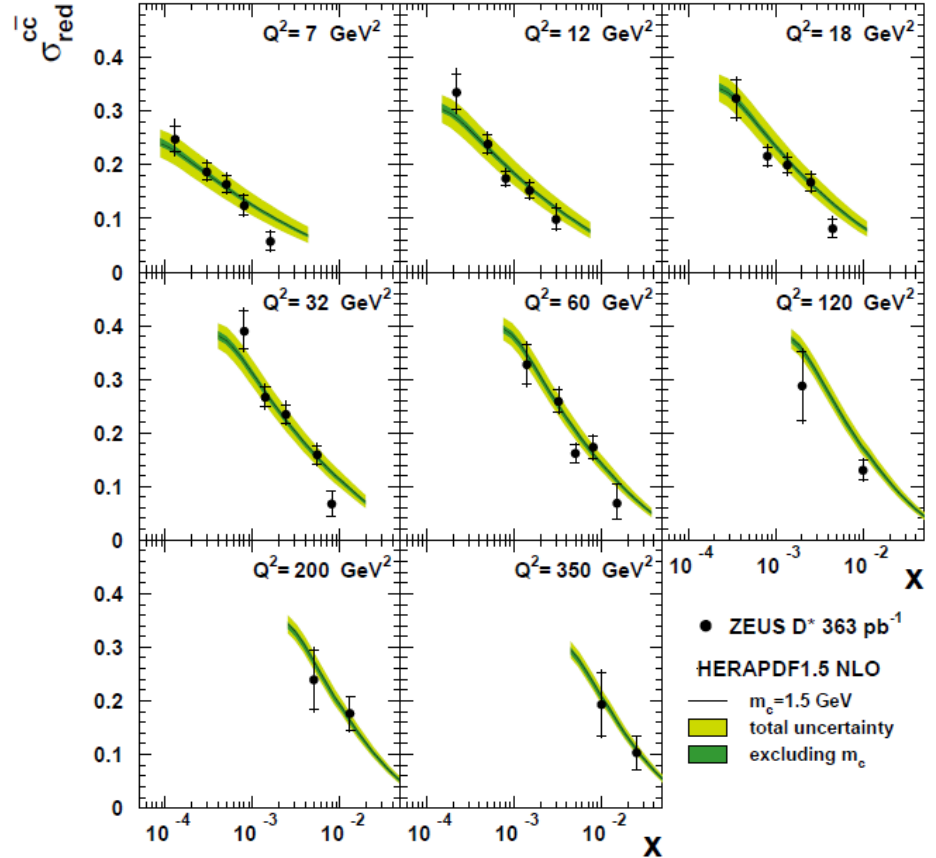 σ_red^cc̄
Q²= 7 GeV²
Q²= 12 GeV²
Q²= 18 GeV²
0.4
0.3
0.2
0.1
0
Q²= 32 GeV²
Q²= 60 GeV²
Q²= 120 GeV²
0.4
0.3
0.2
0.1
0
10⁻⁴ 10⁻³ 10⁻²
x
Q²= 200 GeV²
Q²= 350 GeV²
0.4
0.3
0.2
0.1
0
10⁻⁴ 10⁻³ 10⁻²
10⁻⁴ 10⁻³ 10⁻²
x
ZEUS D* 363 pb⁻¹
HERAPDF1.5 NLO
m_c=1.5 GeV
total uncertainty
excluding m_c